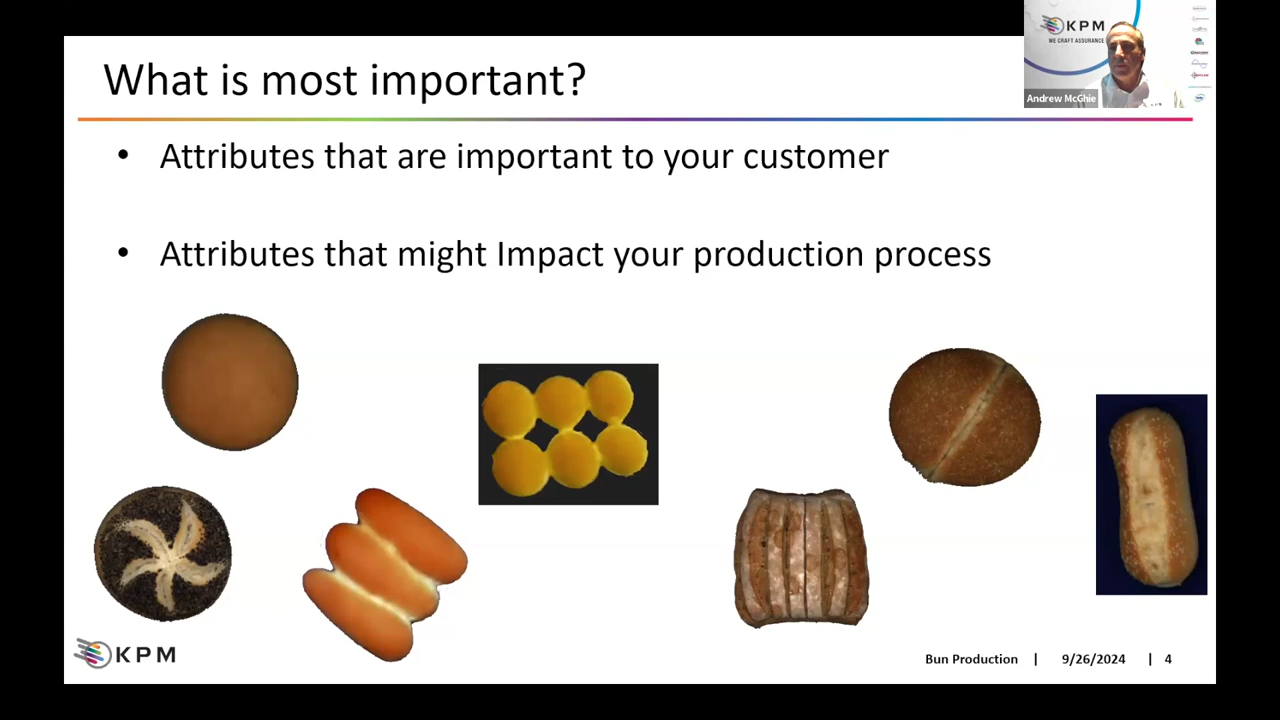 What is most important?
KPM
WE CRAFT ASSURANCE
Andrew McGhie
• Attributes that are important to your customer
• Attributes that might Impact your production process
KPM
Bun Production | 9/26/2024 | 4